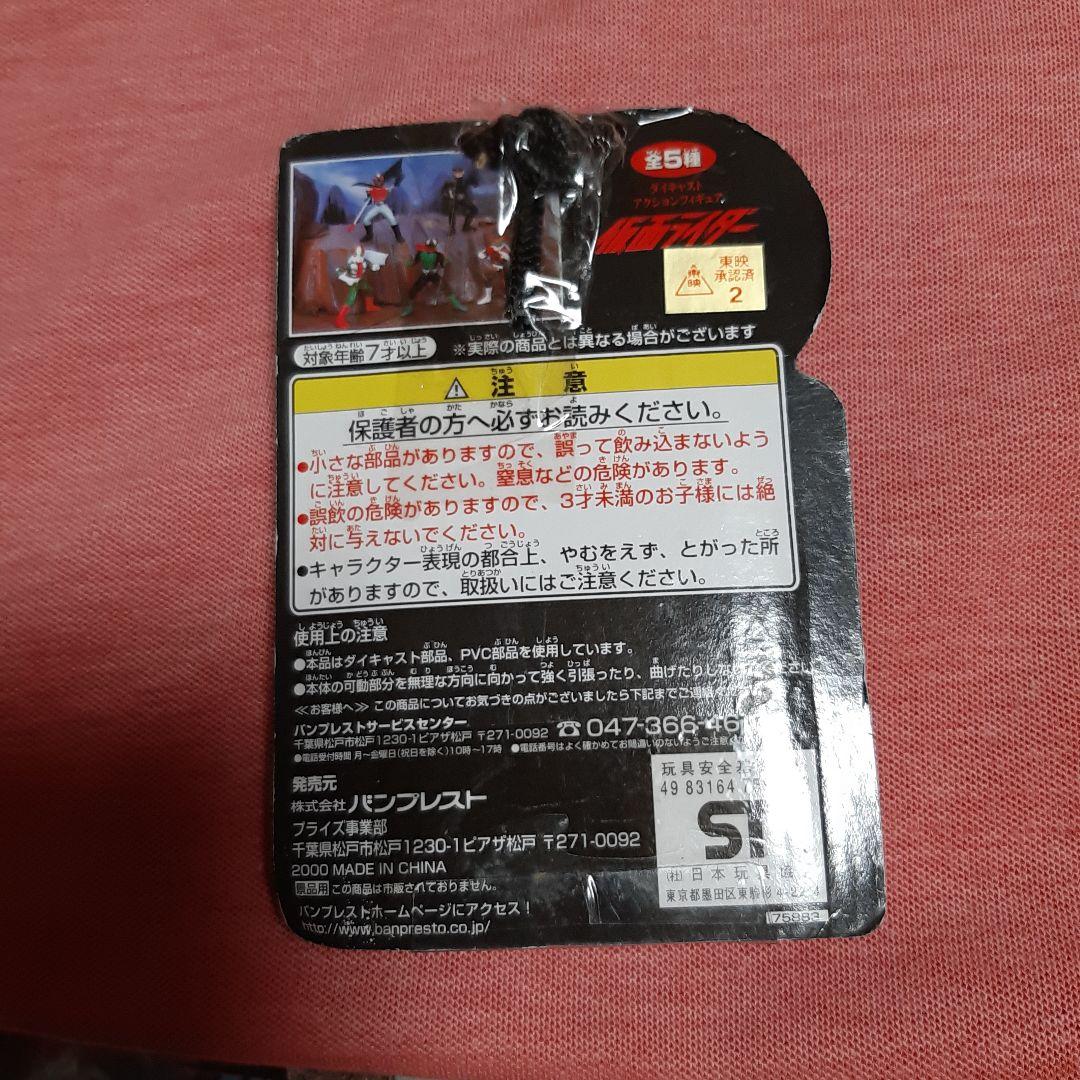 全5種
ダイキャスト
アクションフィギュア
仮面ライダー
東映
承認済
2
対象年齢7才以上
※実際の商品とは異なる場合がございます
注意
保護者の方へ必ずお読みください。
●小さな部品がありますので、誤って飲み込まないよう
に注意してください。窒息などの危険があります。
●誤飲の危険がありますので、3才未満のお子様には絶
対に与えないでください。
●キャラクター表現の都合上、やむをえず、とがった所
がありますので、取扱いにはご注意ください。
使用上の注意
●本品はダイキャスト部品、PVC部品を使用しています。
●本体の可動部分を無理な方向に向かって強く引張ったり、曲げたりしな
≪お客様へ≫ この商品についてお気づきの点がございましたら下記までご連絡
バンプレストサービスセンター
千葉県松戸市松戸1230-1ピアザ松戸 〒271-0092 ☎047-366-46
●電話受付時間 月～金曜日(祝日を除く)10時～17時 ●電話番号はよく確かめてお間違いのないようご注意
発売元
株式会社 バンプレスト
プライズ事業部
千葉県松戸市松戸1230-1ピアザ松戸 〒271-0092
2000 MADE IN CHINA
景品用 この商品は市販されておりません。
バンプレストホームページにアクセス!
http://www.banpresto.co.jp/
玩具安全
49 83164
ST
(社)日本玩具協
東京都墨田区東駒形4-22-4
75883